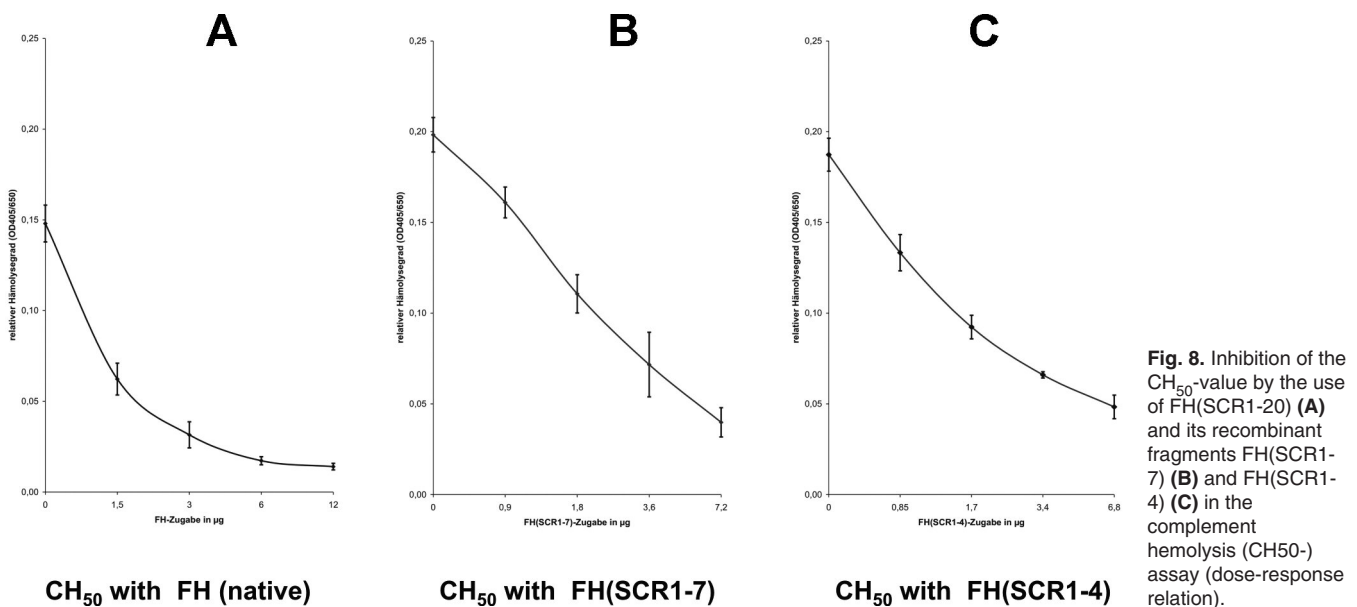 A
B
C
0,25
0,20
0,15
0,10
0,05
0,00
relativer Hämolysegrad (OD405/650)
0
1,5
3
6
12
FH-Zugabe in µg
0,25
0,20
0,15
0,10
0,05
0,00
relativer Hämolysegrad (OD405/650)
0
0,9
1,8
3,6
7,2
FH(SCR1-7)-Zugabe in µg
0,25
0,20
0,15
0,10
0,05
0,00
relativer Hämolysegrad (OD405/650)
0
0,85
1,7
3,4
6,8
FH(SCR1-4)-Zugabe in µg
CH50 with FH (native)
CH50 with FH(SCR1-7)
CH50 with FH(SCR1-4)
Fig. 8. Inhibition of the
CH50-value by the use
of FH(SCR1-20) (A)
and its recombinant
fragments FH(SCR1-
7) (B) and FH(SCR1-
4) (C) in the
complement
hemolysis (CH50-)
assay (dose-response
relation).